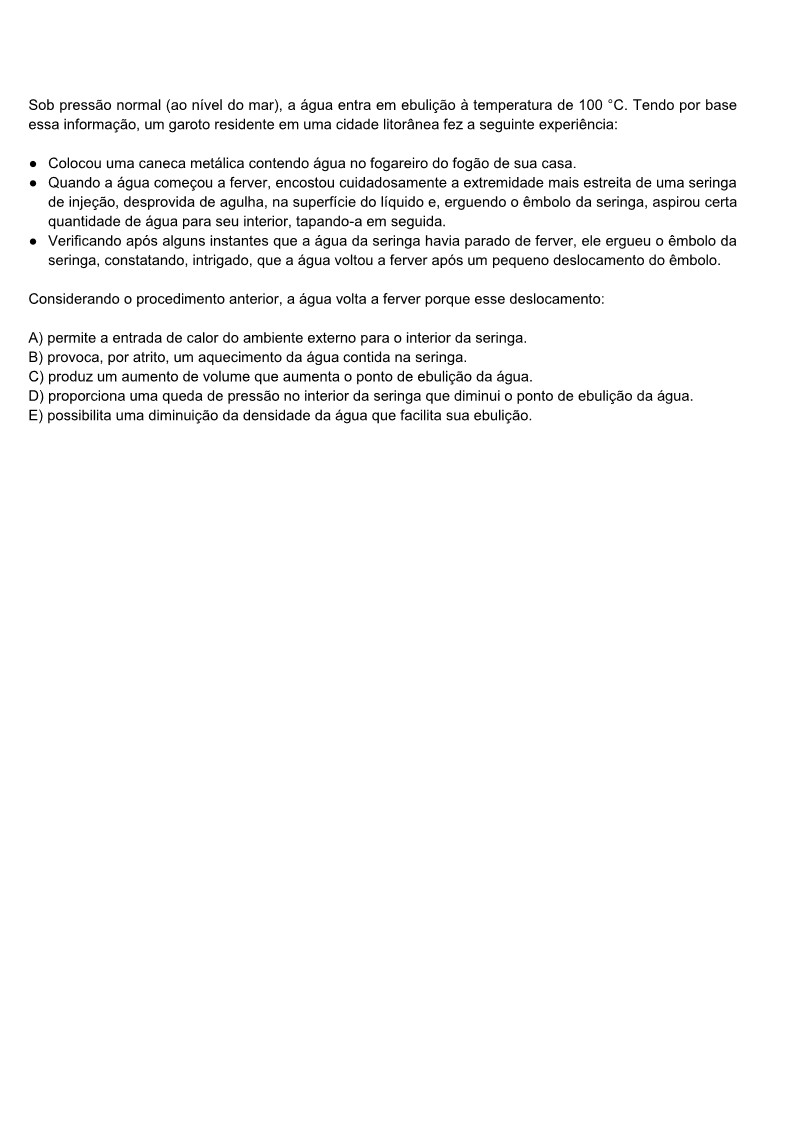 Sob pressão normal (ao nível do mar), a água entra em ebulição à temperatura de 100 °C. Tendo por base
essa informação, um garoto residente em uma cidade litorânea fez a seguinte experiência:
● Colocou uma caneca metálica contendo água no fogareiro do fogão de sua casa.
● Quando a água começou a ferver, encostou cuidadosamente a extremidade mais estreita de uma seringa
de injeção, desprovida de agulha, na superfície do líquido e, erguendo o êmbolo da seringa, aspirou certa
quantidade de água para seu interior, tapando-a em seguida.
● Verificando após alguns instantes que a água da seringa havia parado de ferver, ele ergueu o êmbolo da
seringa, constatando, intrigado, que a água voltou a ferver após um pequeno deslocamento do êmbolo.
Considerando o procedimento anterior, a água volta a ferver porque esse deslocamento:
A) permite a entrada de calor do ambiente externo para o interior da seringa.
B) provoca, por atrito, um aquecimento da água contida na seringa.
C) produz um aumento de volume que aumenta o ponto de ebulição da água.
D) proporciona uma queda de pressão no interior da seringa que diminui o ponto de ebulição da água.
E) possibilita uma diminuição da densidade da água que facilita sua ebulição.